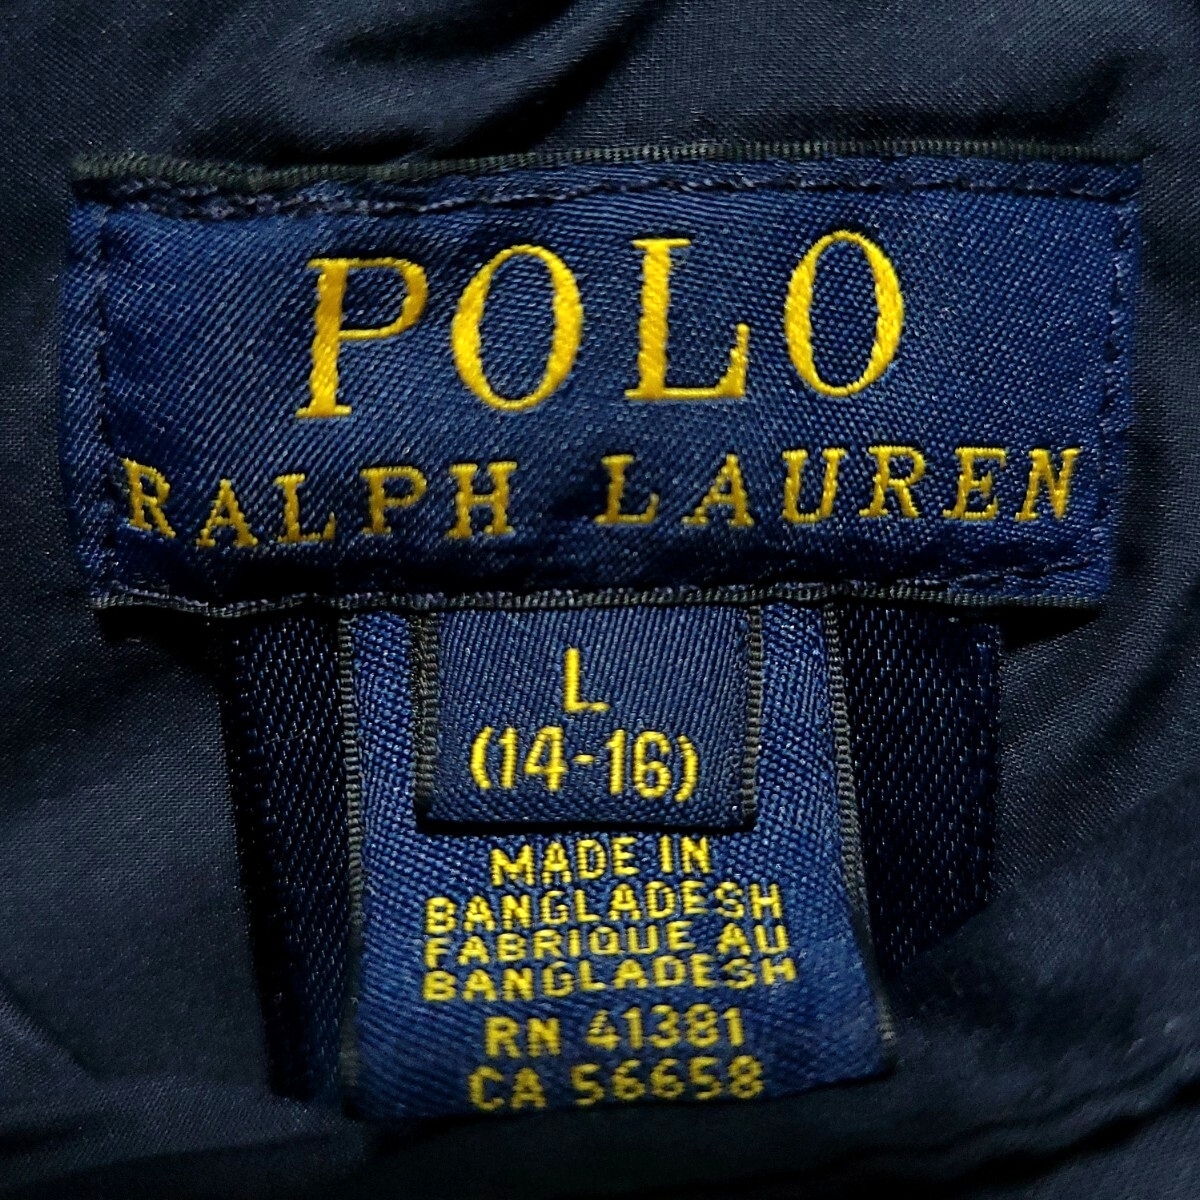 POLO
RALPH LAUREN
L
(14-16)
MADE IN
BANGLADESH
FABRIQUE AU
BANGLADESH
RN 41381
CA 56658